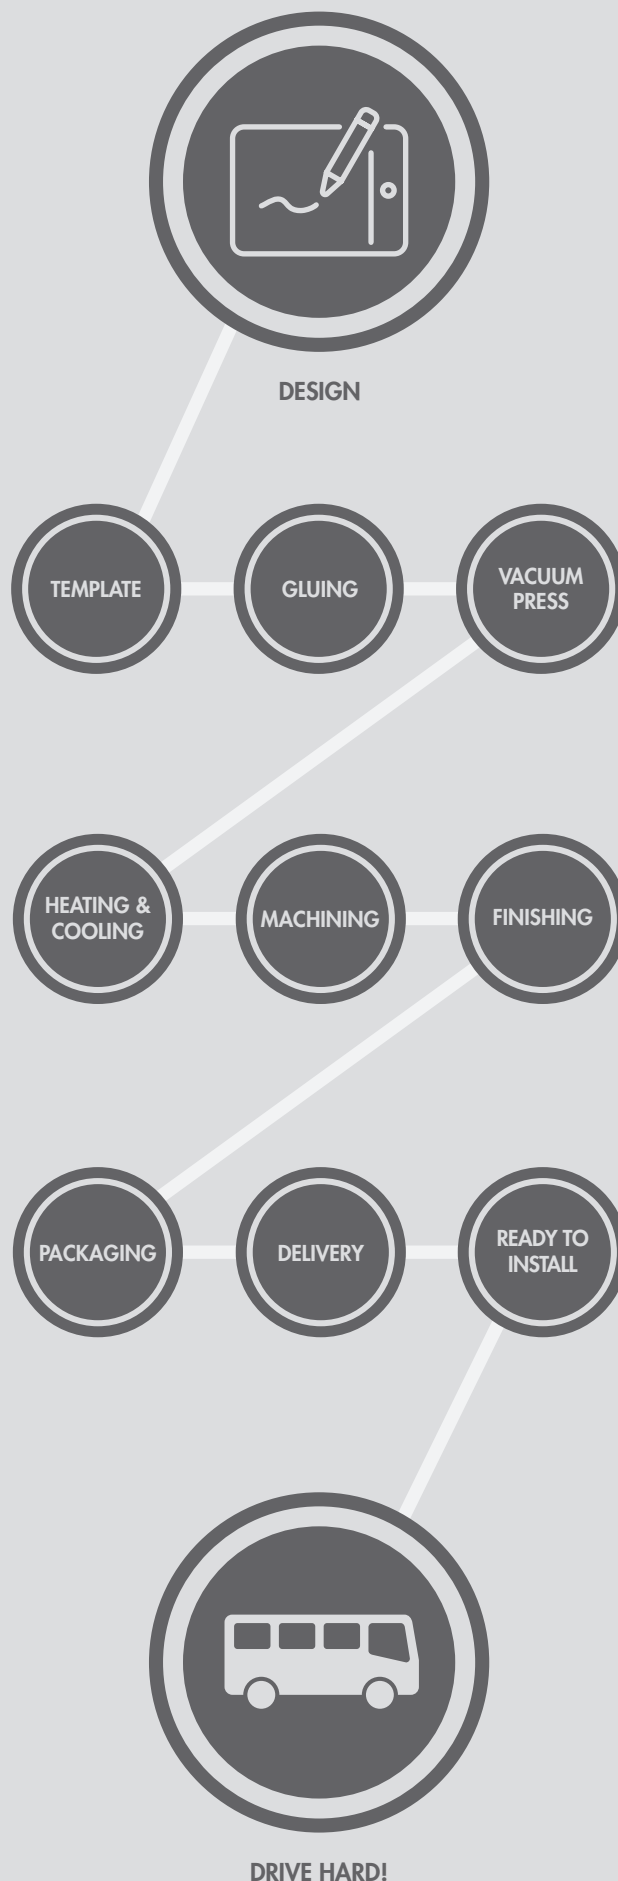 DESIGN
TEMPLATE
GLUING
VACUUM
PRESS
HEATING &
COOLING
MACHINING
FINISHING
PACKAGING
DELIVERY
READY TO
INSTALL
DRIVE HARD!